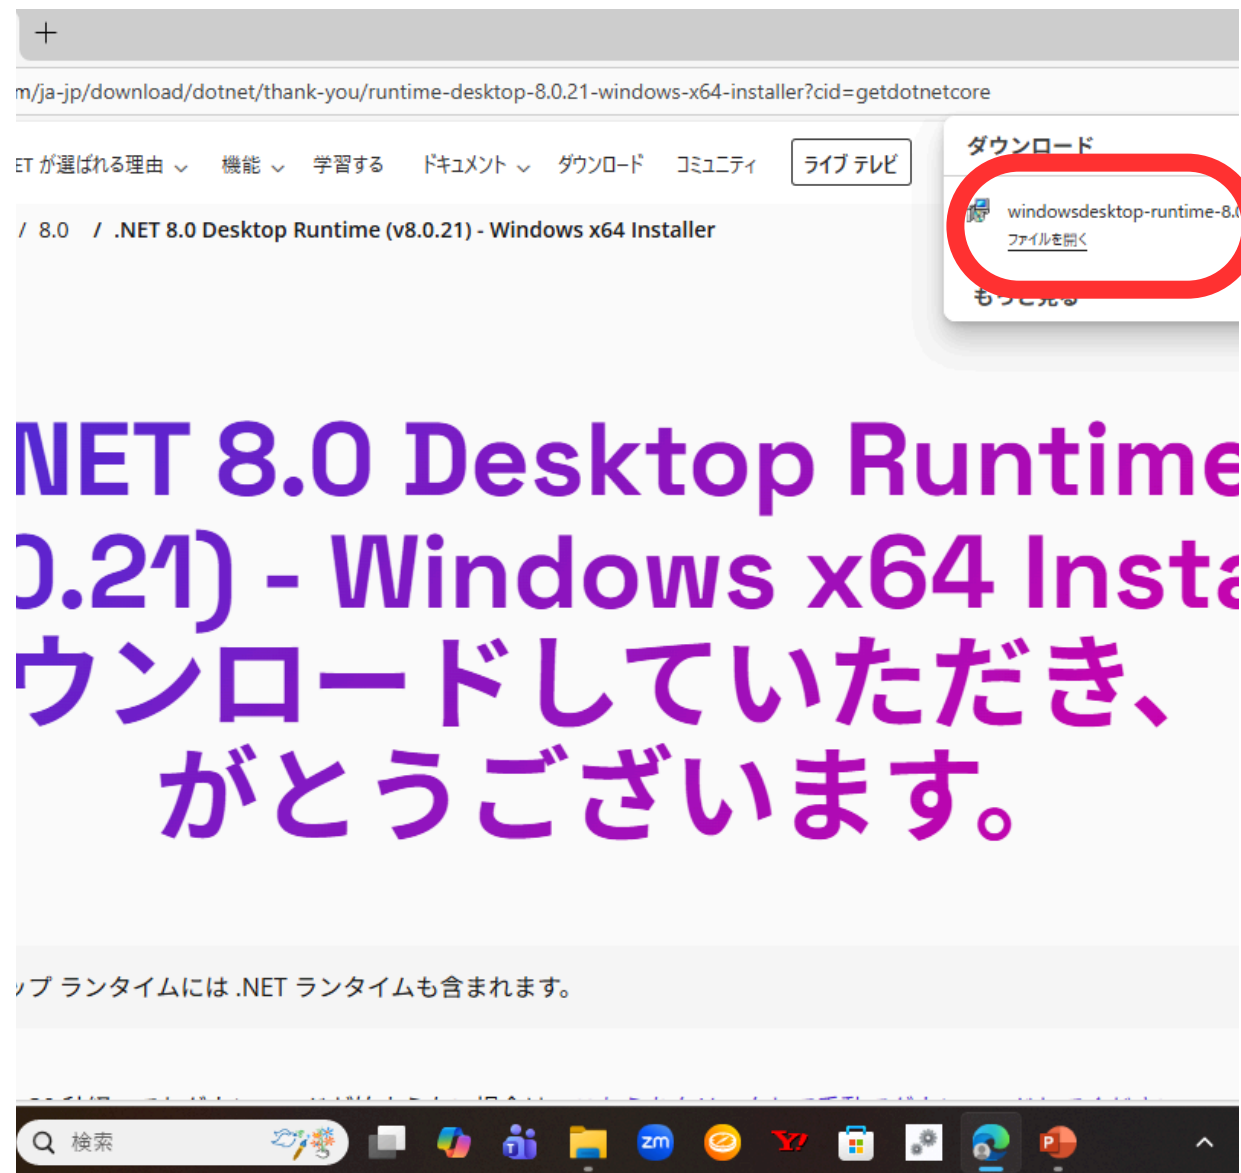 m/ja-jp/download/dotnet/thank-you/runtime-desktop-8.0.21-windows-x64-installer?cid=getdotnetcore
ET が選ばれる理由 機能 学習する ドキュメント ダウンロード コミュニティ ライブ テレビ
ダウンロード
windowsdesktop-runtime-8.0
ファイルを開く
もっと見る
/ 8.0 / .NET 8.0 Desktop Runtime (v8.0.21) - Windows x64 Installer
NET 8.0 Desktop Runtime
0.21) - Windows x64 Insta
ウンロードしていただき、
がとうございます。
ップ ランタイムには .NET ランタイムも含まれます。
検索
zm